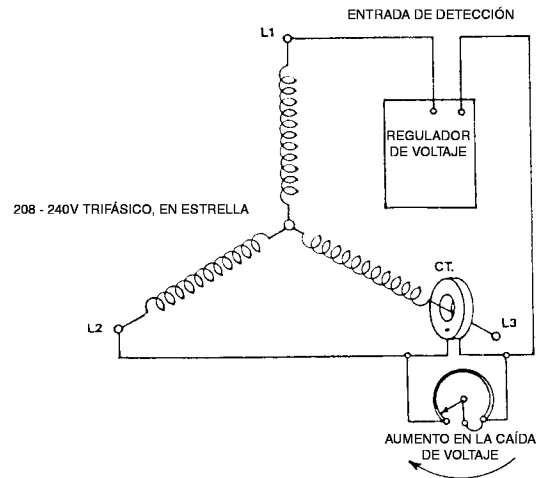 ENTRADA DE DETECCIÓN
L1
REGULADOR
DE VOLTAJE
208 - 240V TRIFÁSICO, EN ESTRELLA
CT.
L2
L3
AUMENTO EN LA CAÍDA
DE VOLTAJE